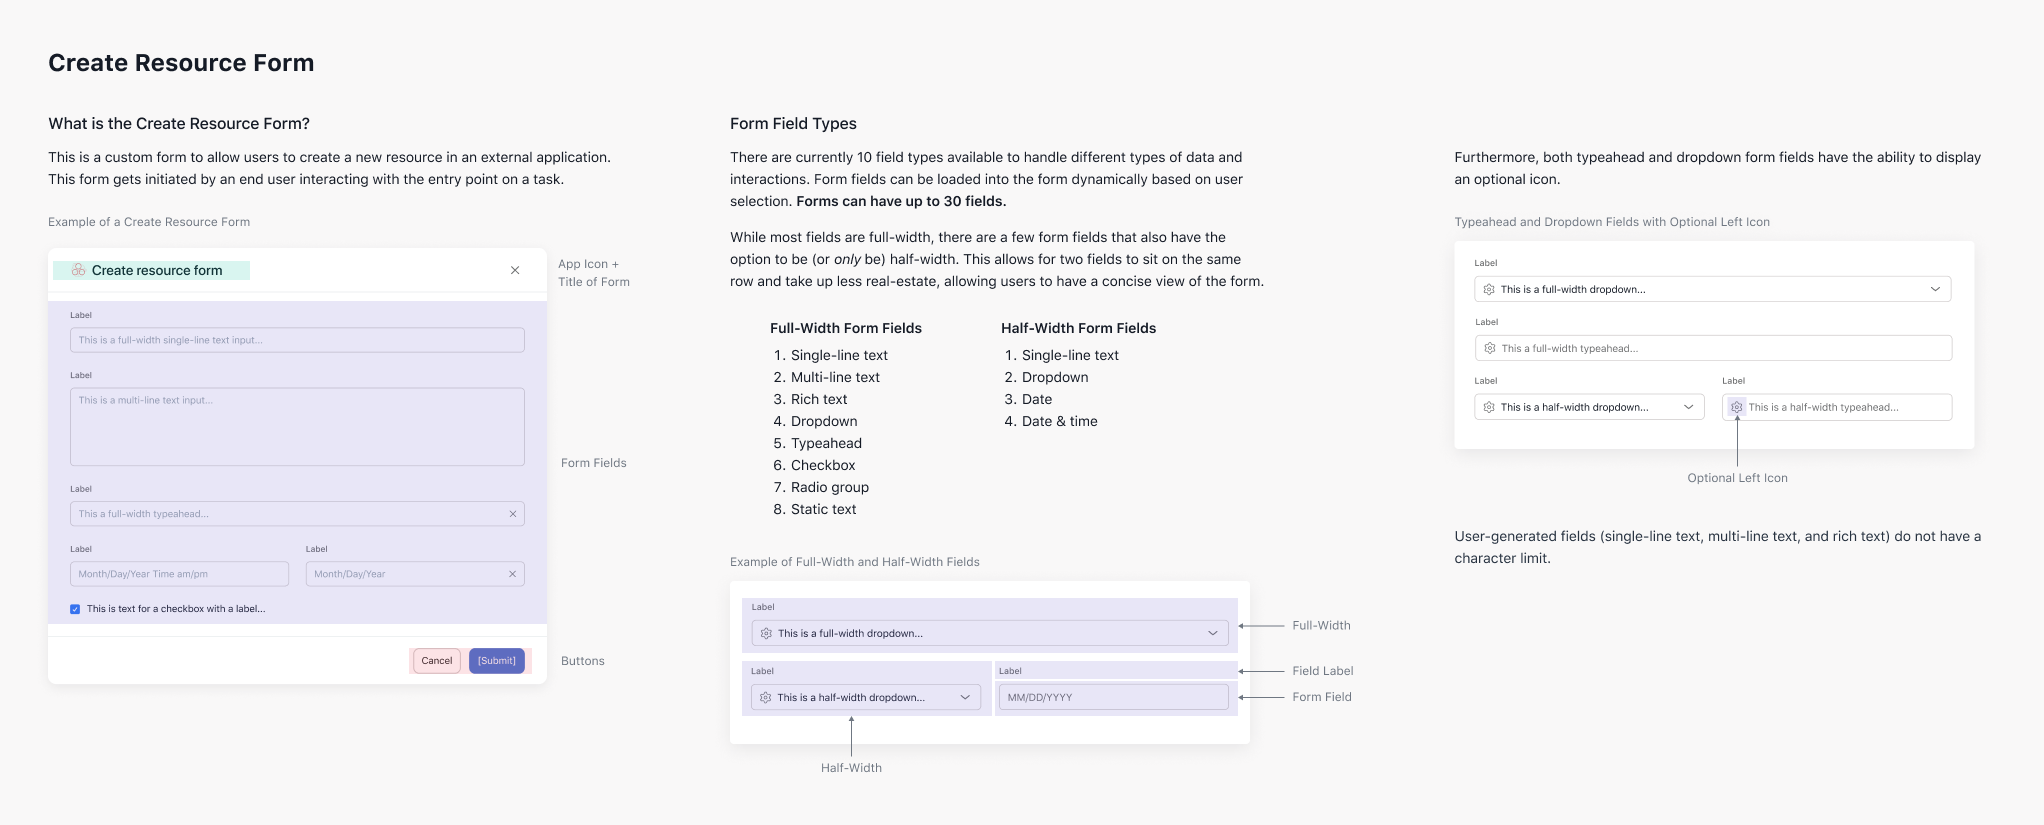 Create Resource Form
What is the Create Resource Form?
This is a custom form to allow users to create a new resource in an external application.
This form gets initiated by an end user interacting with the entry point on a task.
Example of a Create Resource Form
Create resource form
App Icon +
Title of Form
Label
This is a full-width single-line text input...
Label
This is a multi-line text input...
Form Fields
Label
This a full-width typeahead...
Label
Label
Month/Day/Year Time am/pm
Month/Day/Year
This is text for a checkbox with a label...
Cancel
[Submit]
Buttons
Form Field Types
There are currently 10 field types available to handle different types of data and
interactions. Form fields can be loaded into the form dynamically based on user
selection. Forms can have up to 30 fields.
While most fields are full-width, there are a few form fields that also have the
option to be (or only be) half-width. This allows for two fields to sit on the same
row and take up less real-estate, allowing users to have a concise view of the form.
Full-Width Form Fields
1. Single-line text
2. Multi-line text
3. Rich text
4. Dropdown
5. Typeahead
6. Checkbox
7. Radio group
8. Static text
Half-Width Form Fields
1. Single-line text
2. Dropdown
3. Date
4. Date & time
Example of Full-Width and Half-Width Fields
Label
This is a full-width dropdown...
Full-Width
Label
Label
Field Label
This is a half-width dropdown...
MM/DD/YYYY
Form Field
Half-Width
Furthermore, both typeahead and dropdown form fields have the ability to display
an optional icon.
Typeahead and Dropdown Fields with Optional Left Icon
Label
This is a full-width dropdown...
Label
This is a full-width typeahead...
Label
Label
This is a half-width dropdown...
This is a half-width typeahead...
Optional Left Icon
User-generated fields (single-line text, multi-line text, and rich text) do not have a
character limit.